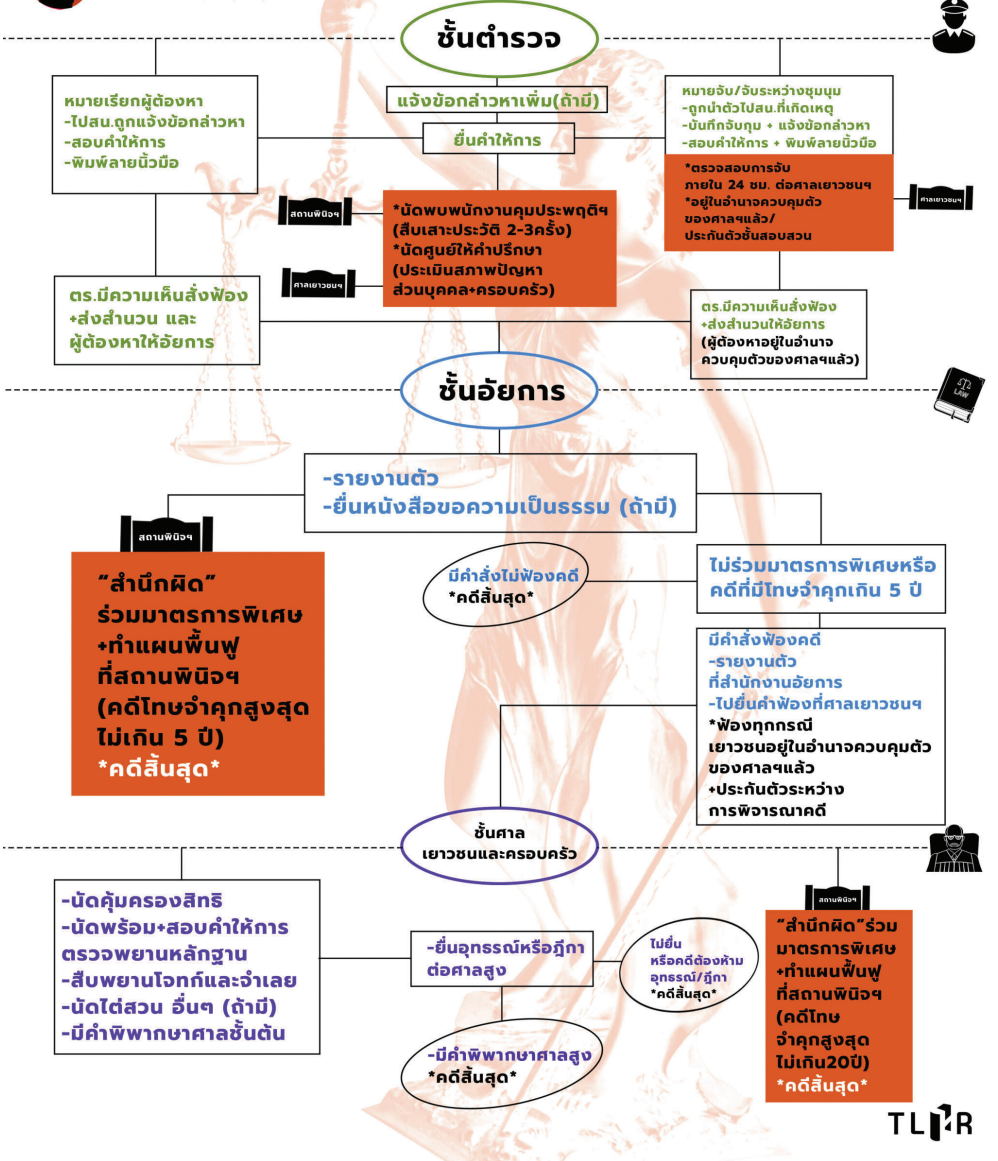 ชั้นตำรวจ
หมายเรียกผู้ต้องหา
-ไปสน.ถูกแจ้งข้อกล่าวหา
-สอบคำให้การ
-พิมพ์ลายนิ้วมือ
แจ้งข้อกล่าวหาเพิ่ม(ถ้ามี)
ยื่นคำให้การ
หมายจับ/จับระหว่างชุมนุม
-ถูกนำตัวไปสน.ที่เกิดเหตุ
-บันทึกจับกุม + แจ้งข้อกล่าวหา
-สอบคำให้การ + พิมพ์ลายนิ้วมือ
*ตรวจสอบการจับ
ภายใน 24 ชม. ต่อศาลเยาวชนฯ
*อยู่ในอำนาจควบคุมตัว
ของศาลฯแล้ว/
ประกันตัวชั้นสอบสวน
ศาลเยาวชนฯ
สถานพินิจฯ
*นัดพบพนักงานคุมประพฤติฯ
(สืบเสาะประวัติ 2-3ครั้ง)
*นัดศูนย์ให้คำปรึกษา
(ประเมินสภาพปัญหา
ส่วนบุคคล+ครอบครัว)
ศาลเยาวชนฯ
ตร.มีความเห็นสั่งฟ้อง
+ส่งสำนวน และ
ผู้ต้องหาให้อัยการ
ตร.มีความเห็นสั่งฟ้อง
+ส่งสำนวนให้อัยการ
(ผู้ต้องหาอยู่ในอำนาจ
ควบคุมตัวของศาลฯแล้ว)
ชั้นอัยการ
LAW
-รายงานตัว
-ยื่นหนังสือขอความเป็นธรรม (ถ้ามี)
สถานพินิจฯ
"สำนึกผิด"
ร่วมมาตรการพิเศษ
+ทำแผนฟื้นฟู
ที่สถานพินิจฯ
(คดีโทษจำคุกสูงสุด
ไม่เกิน 5 ปี)
*คดีสิ้นสุด*
มีคำสั่งไม่ฟ้องคดี
*คดีสิ้นสุด*
ไม่ร่วมมาตรการพิเศษหรือ
คดีที่มีโทษจำคุกเกิน 5 ปี
มีคำสั่งฟ้องคดี
-รายงานตัว
ที่สำนักงานอัยการ
-ไปยื่นคำฟ้องที่ศาลเยาวชนฯ
*ฟ้องทุกกรณี
เยาวชนอยู่ในอำนาจควบคุมตัว
ของศาลฯแล้ว
+ประกันตัวระหว่าง
การพิจารณาคดี
ชั้นศาล
เยาวชนและครอบครัว
-นัดคุ้มครองสิทธิ
-นัดพร้อม+สอบคำให้การ
ตรวจพยานหลักฐาน
-สืบพยานโจทก์และจำเลย
-นัดไต่สวน อื่นๆ (ถ้ามี)
-มีคำพิพากษาศาลชั้นต้น
-ยื่นอุทธรณ์หรือฎีกา
ต่อศาลสูง
ไม่ยื่น
หรือคดีต้องห้าม
อุทธรณ์/ฎีกา
*คดีสิ้นสุด*
-มีคำพิพากษาศาลสูง
*คดีสิ้นสุด*
สถานพินิจฯ
"สำนึกผิด"ร่วม
มาตรการพิเศษ
+ทำแผนฟื้นฟู
ที่สถานพินิจฯ
(คดีโทษ
จำคุกสูงสุด
ไม่เกิน20ปี)
*คดีสิ้นสุด*
TLHR